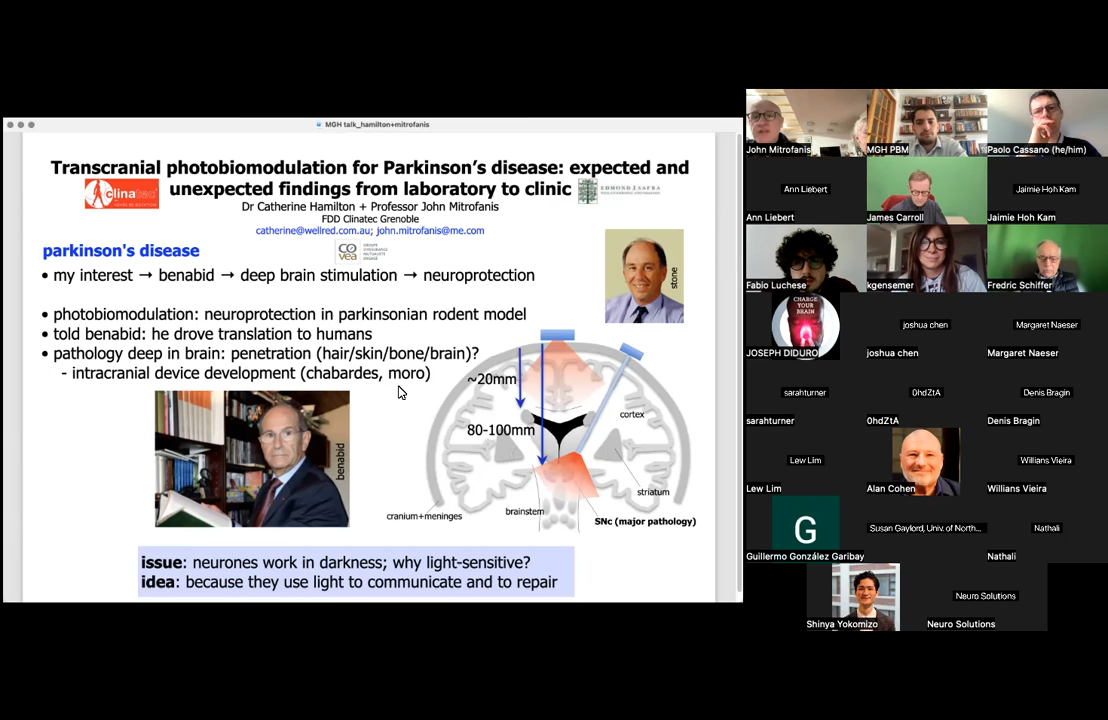 MGH talk_hamilton+mitrofanis
Transcranial photobiomodulation for Parkinson's disease: expected and
unexpected findings from laboratory to clinic
clinatec
EDMOND J.SAFRA
Dr Catherine Hamilton + Professor John Mitrofanis
FDD Clinatec Grenoble
catherine@wellred.com.au; john.mitrofanis@me.com
parkinson's disease
covea
• my interest → benabid → deep brain stimulation → neuroprotection
stone
• photobiomodulation: neuroprotection in parkinsonian rodent model
• told benabid: he drove translation to humans
• pathology deep in brain: penetration (hair/skin/bone/brain)?
- intracranial device development (chabardes, moro)
benabid
~20mm
80-100mm
cortex
striatum
cranium+meninges
brainstem
SNc (major pathology)
issue: neurones work in darkness; why light-sensitive?
idea: because they use light to communicate and to repair
John Mitrofanis
MGH PBM
Paolo Cassano (he/him)
Ann Liebert
Ann Liebert
James Carroll
Jaimie Hoh Kam
Jaimie Hoh Kam
Fabio Luchese
kgensemer
Fredric Schiffer
CHARGE
YOUR
BRAIN
JOSEPH DIDURO
joshua chen
joshua chen
Margaret Naeser
Margaret Naeser
sarahturner
sarahturner
0hdZtA
0hdZtA
Denis Bragin
Denis Bragin
Lew Lim
Lew Lim
Alan Cohen
Willians Vieira
Willians Vieira
G
Guillermo González Garibay
Susan Gaylord, Univ. of North...
Nathali
Nathali
Shinya Yokomizo
Neuro Solutions
Neuro Solutions